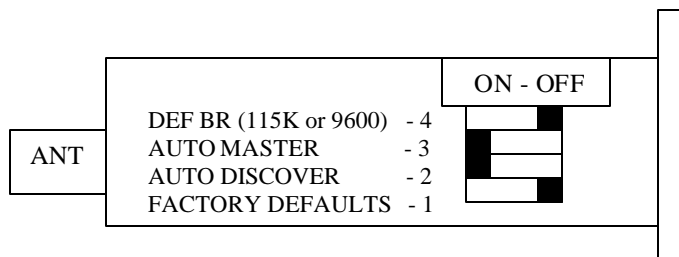 ON - OFF
DEF BR (115K or 9600) - 4
AUTO MASTER - 3
ANT
AUTO DISCOVER - 2
FACTORY DEFAULTS - 1